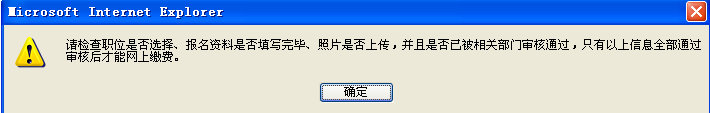 Microsoft Internet Explorer
请检查职位是否选择、报名资料是否填写完毕、照片是否上传，并且是否已被相关部门审核通过，只有以上信息全部通过
审核后才能网上缴费。
确定